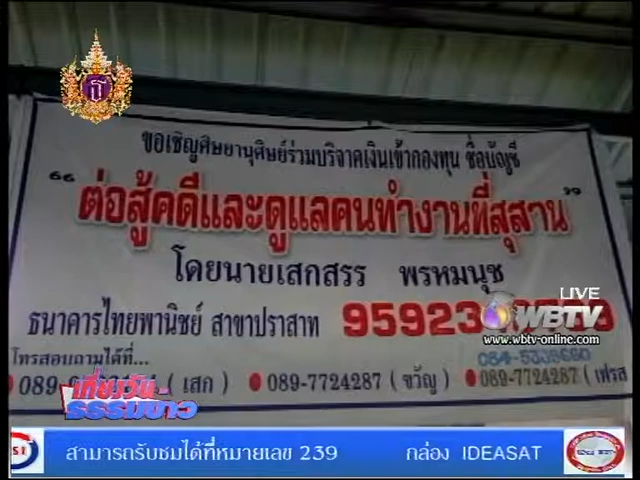 ขอเชิญศิษยานุศิษย์ร่วมบริจาคเงินเข้ากองทุน ชื่อบัญชี
“ต่อสู้คดีและดูแลคนทำงานที่สุสาน”
โดยนายเสกสรร พรหมนุช
ธนาคารไทยพานิชย์ สาขาปราสาท
LIVE
WBTV
www.wbtv-online.com
โทรสอบถามได้ที่...
084-5338660
( เสก ) 089-7724287 ( ขวัญ ) 089-7724287 ( เฟรส
เที่ยงวัน
ธรรมขาว
สามารถรับชมได้ที่หมายเลข 239 กล่อง IDEASAT